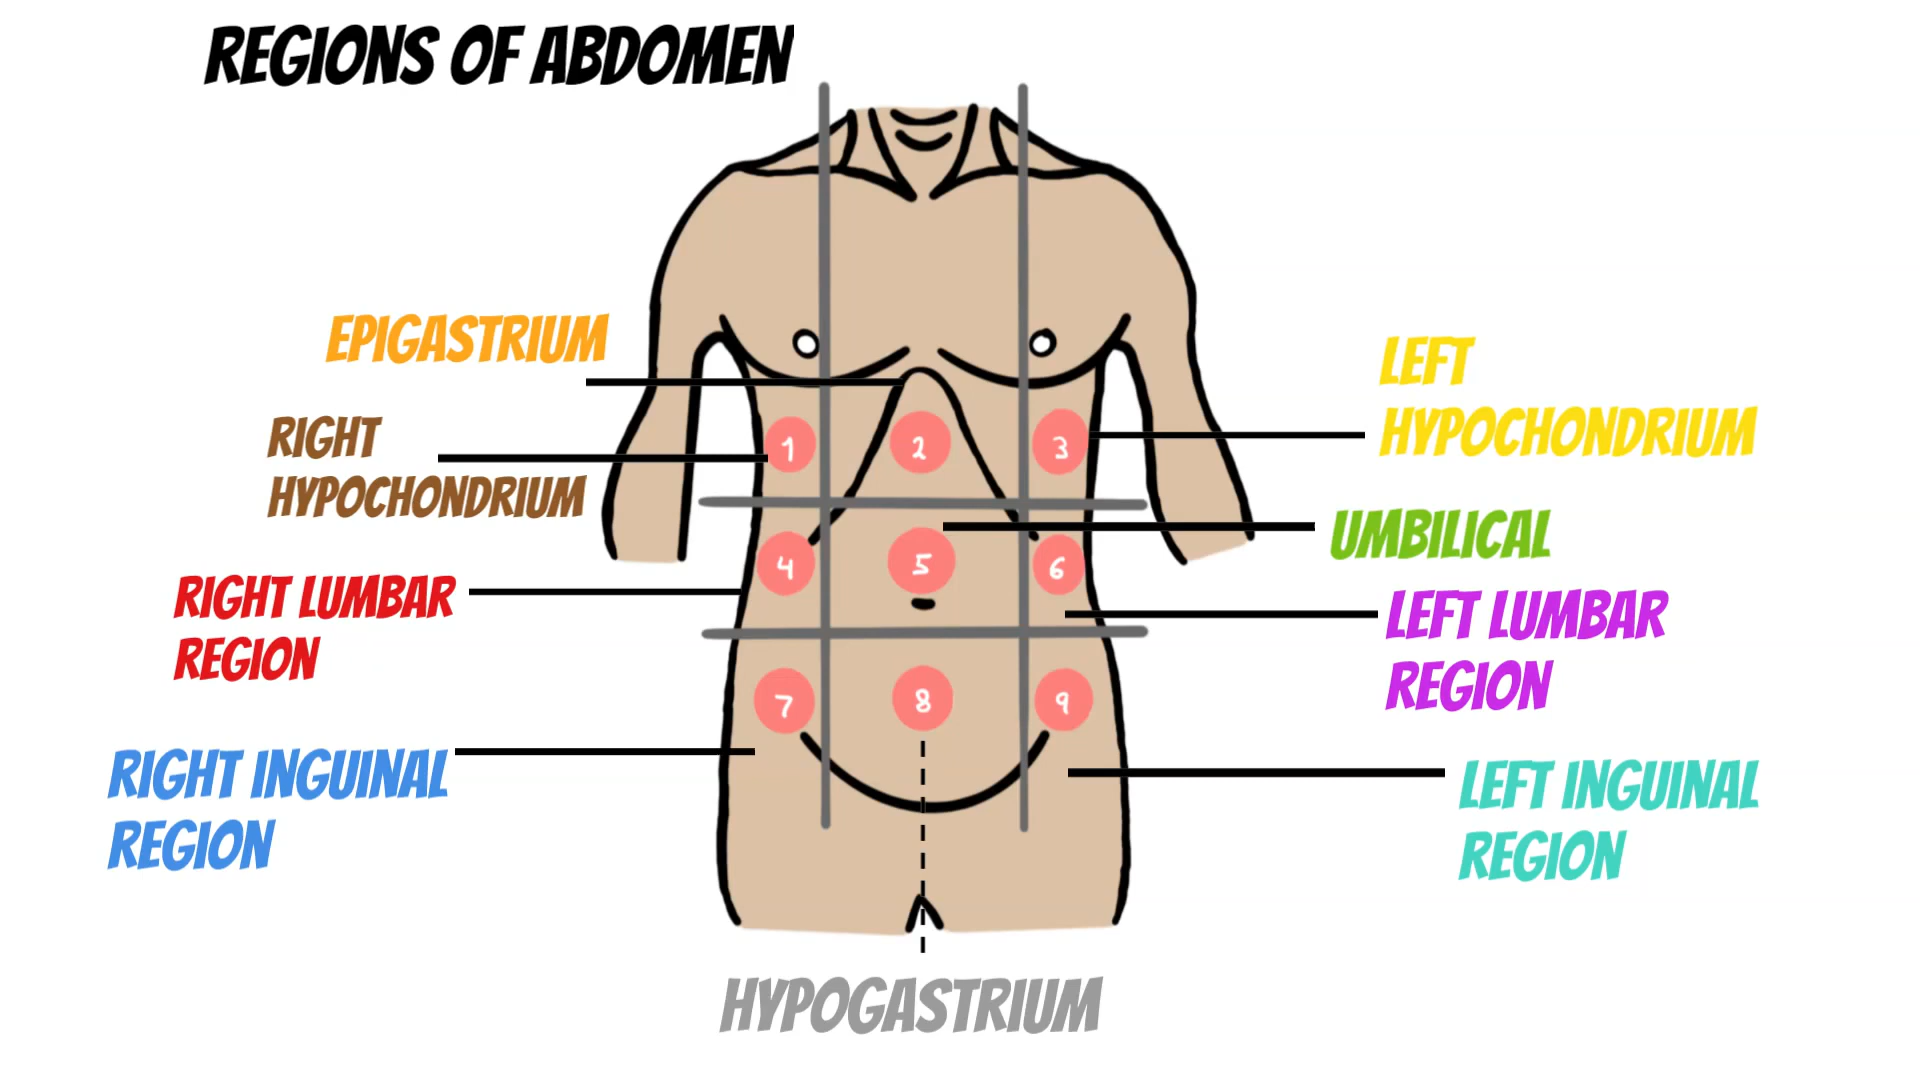 REGIONS OF ABDOMEN
EPIGASTRIUM
RIGHT
HYPOCHONDRIUM
RIGHT LUMBAR
REGION
RIGHT INGUINAL
REGION
1
2
3
4
5
6
7
8
9
LEFT
HYPOCHONDRIUM
UMBILICAL
LEFT LUMBAR
REGION
LEFT INGUINAL
REGION
HYPOGASTRIUM